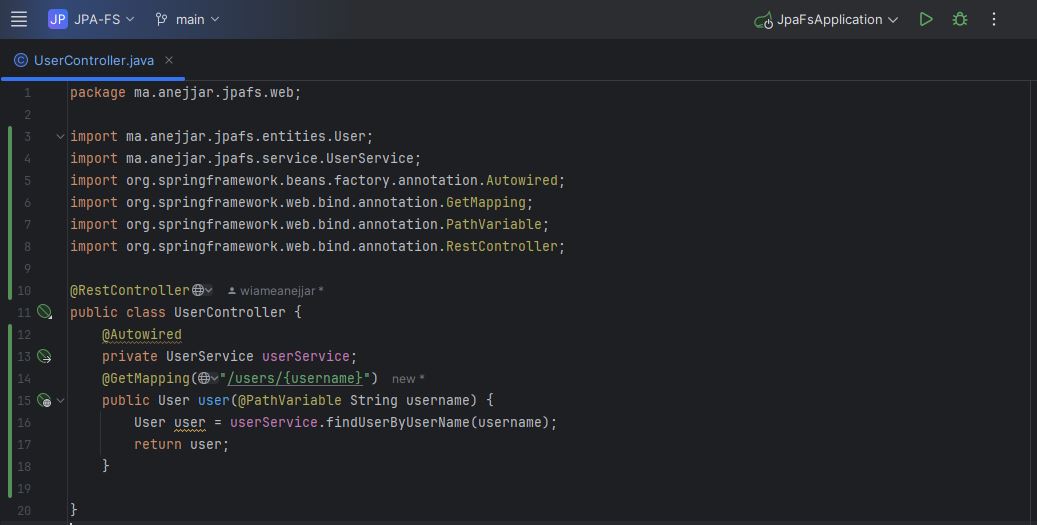 JP JPA-FS main JpaFsApplication
UserController.java
1 package ma.anejjar.jpafs.web;
2
3 import ma.anejjar.jpafs.entities.User;
4 import ma.anejjar.jpafs.service.UserService;
5 import org.springframework.beans.factory.annotation.Autowired;
6 import org.springframework.web.bind.annotation.GetMapping;
7 import org.springframework.web.bind.annotation.PathVariable;
8 import org.springframework.web.bind.annotation.RestController;
9
10 @RestController wiameanejjar *
11 public class UserController {
12 @Autowired
13 private UserService userService;
14 @GetMapping("/users/{username}") new *
15 public User user(@PathVariable String username) {
16 User user = userService.findUserByUserName(username);
17 return user;
18 }
19
20 }